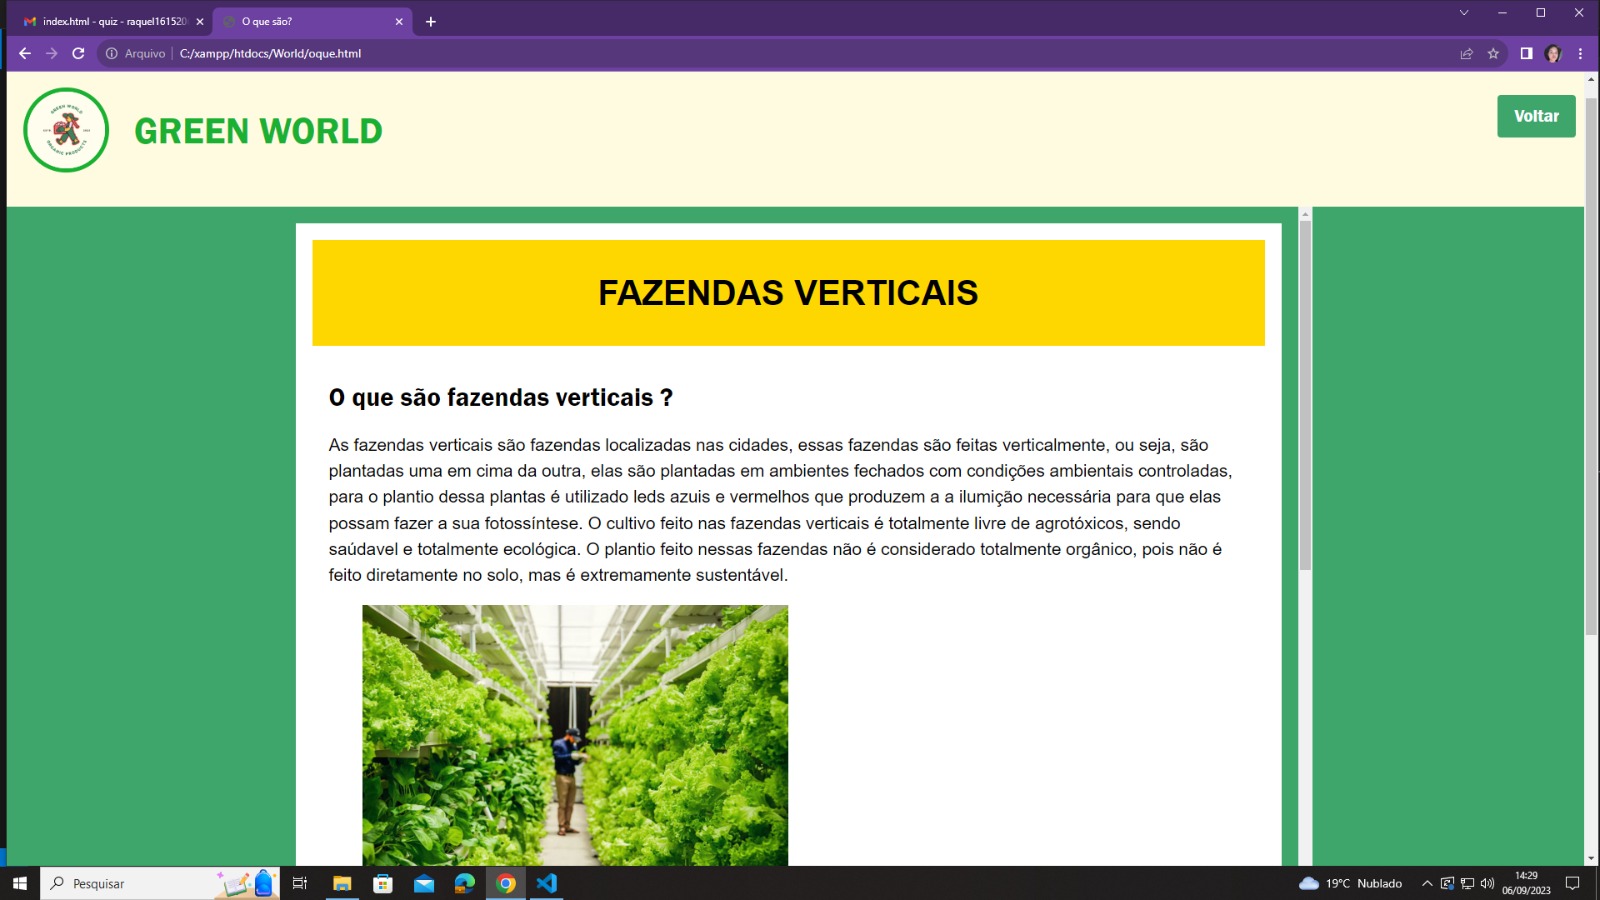 index.html - quiz - raquel161520
O que são?
Arquivo
C:/xampp/htdocs/World/oque.html
GREEN WORLD
ORGANIC PRODUCTS
GREEN WORLD
Voltar
FAZENDAS VERTICAIS
O que são fazendas verticais ?
As fazendas verticais são fazendas localizadas nas cidades, essas fazendas são feitas verticalmente, ou seja, são
plantadas uma em cima da outra, elas são plantadas em ambientes fechados com condições ambientais controladas,
para o plantio dessa plantas é utilizado leds azuis e vermelhos que produzem a a ilumição necessária para que elas
possam fazer a sua fotossíntese. O cultivo feito nas fazendas verticais é totalmente livre de agrotóxicos, sendo
saúdavel e totalmente ecológica. O plantio feito nessas fazendas não é considerado totalmente orgânico, pois não é
feito diretamente no solo, mas é extremamente sustentável.
Pesquisar
19°C Nublado
14:29
06/09/2023